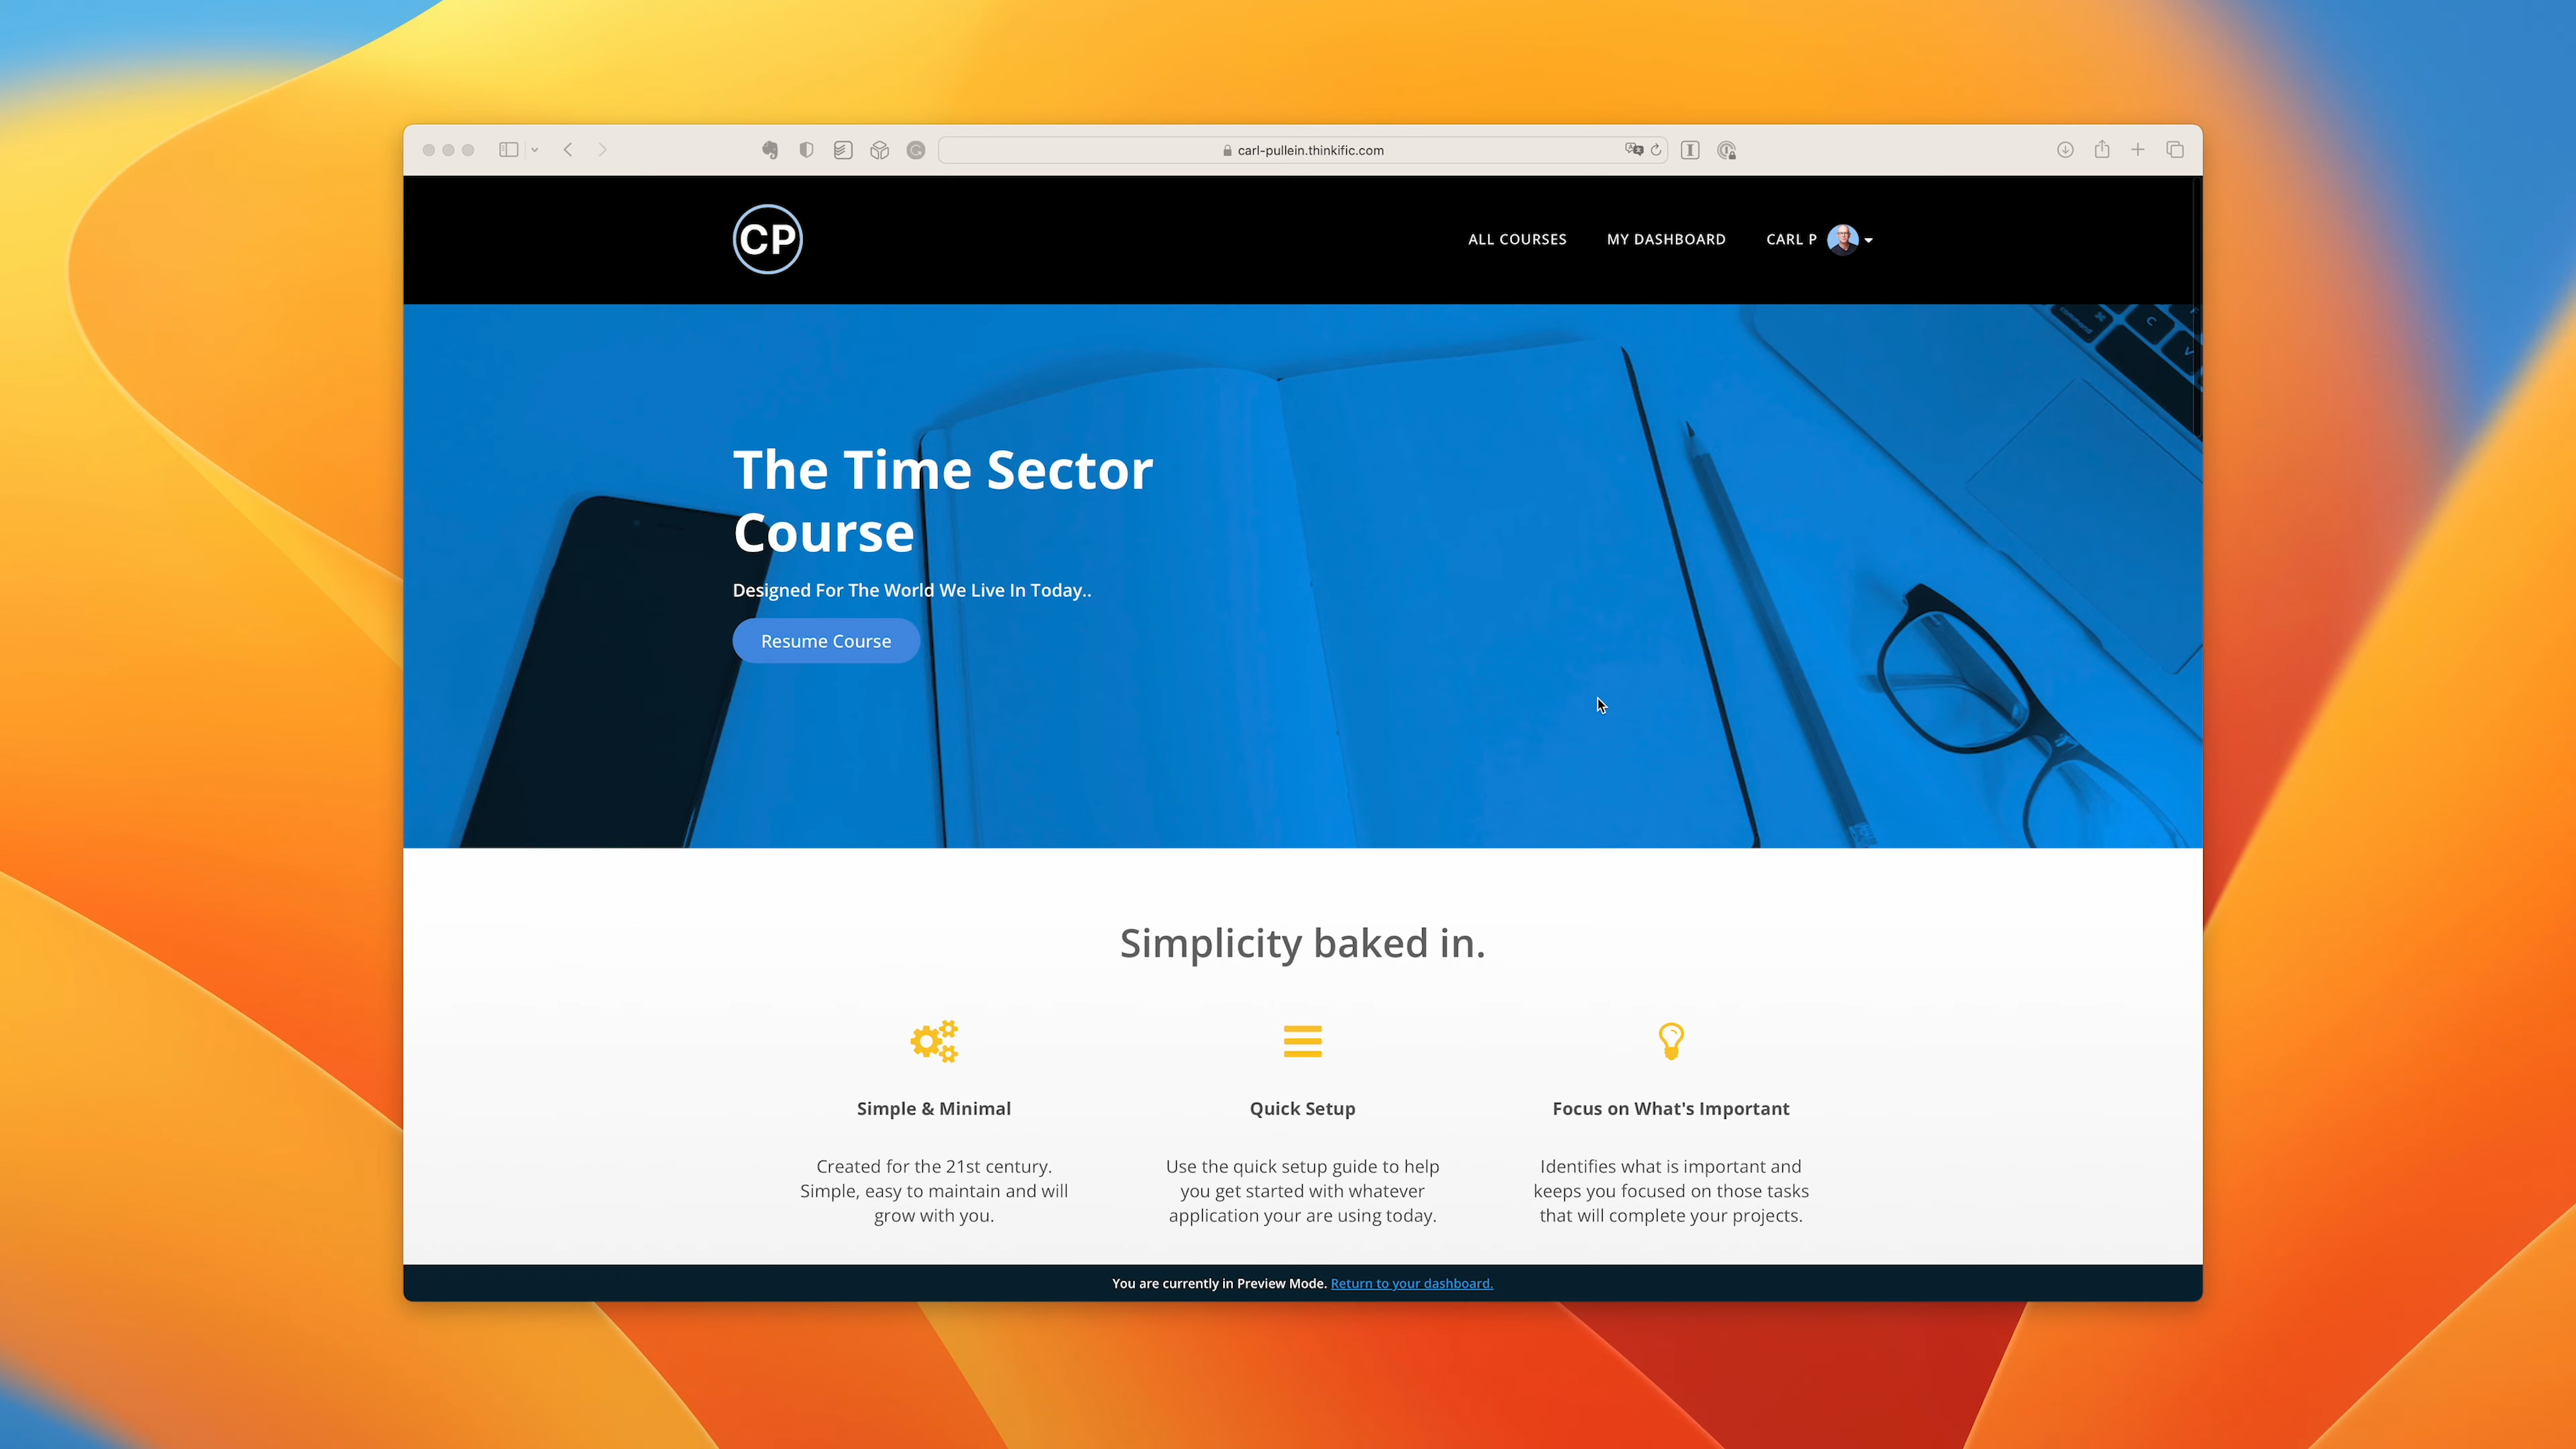 carl-pullein.thinkific.com
CP
ALL COURSES
MY DASHBOARD
CARL P
The Time Sector
Course
Designed For The World We Live In Today..
Resume Course
command
⌘
C
V
Simplicity baked in.
Simple & Minimal
Created for the 21st century.
Simple, easy to maintain and will
grow with you.
Quick Setup
Use the quick setup guide to help
you get started with whatever
application your are using today.
Focus on What's Important
Identifies what is important and
keeps you focused on those tasks
that will complete your projects.
You are currently in Preview Mode. Return to your dashboard.